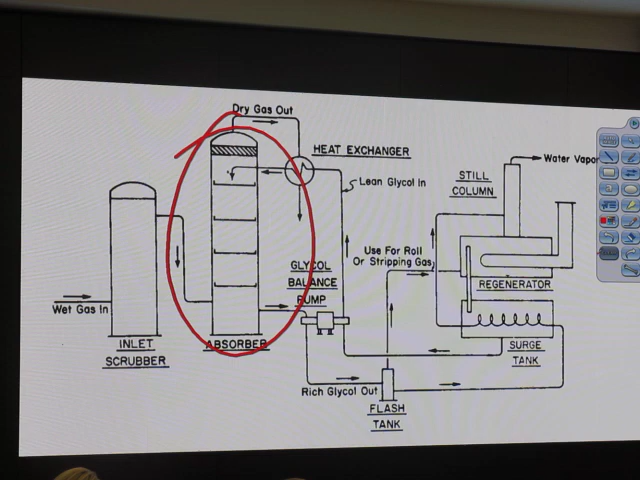 Dry Gas Out
HEAT EXCHANGER
Lean Glycol In
STILL
COLUMN
Water Vapor
Use For Roll
Or Stripping Gas
GLYCOL
BALANCE
PUMP
REGENERATOR
Wet Gas In
INLET
SCRUBBER
ABSORBER
SURGE
TANK
Rich Glycol Out
FLASH
TANK